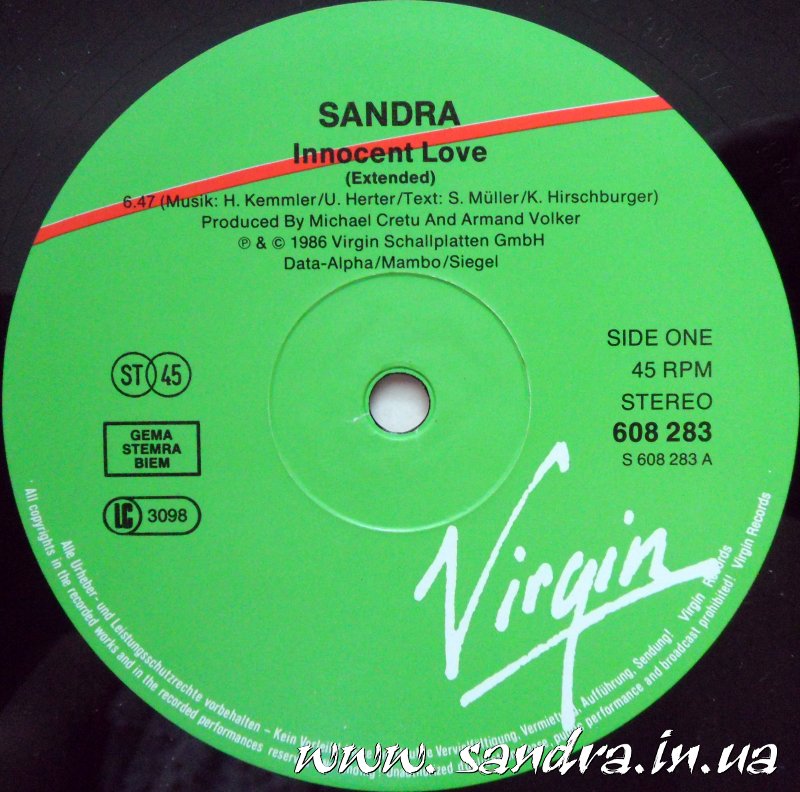 SANDRA
Innocent Love
(Extended)
6.47 (Musik: H. Kemmler/U. Herter/Text: S. Müller/K. Hirschburger)
Produced By Michael Cretu And Armand Volker
℗ & © 1986 Virgin Schallplatten GmbH
Data-Alpha/Mambo/Siegel
SIDE ONE
45 RPM
STEREO
608 283
S 608 283 A
ST 45
GEMA
STEMRA
BIEM
LC 3098
Virgin
Alle Urheber- und Leistungsschutzrechte vorbehalten – Kein Vervielfältigung, Vermietung, Aufführung, Sendung! Virgin Records
All copyrights in the recorded works and in the recorded performances performance and broadcast prohibited! Virgin Records
www. sandra.in.ua